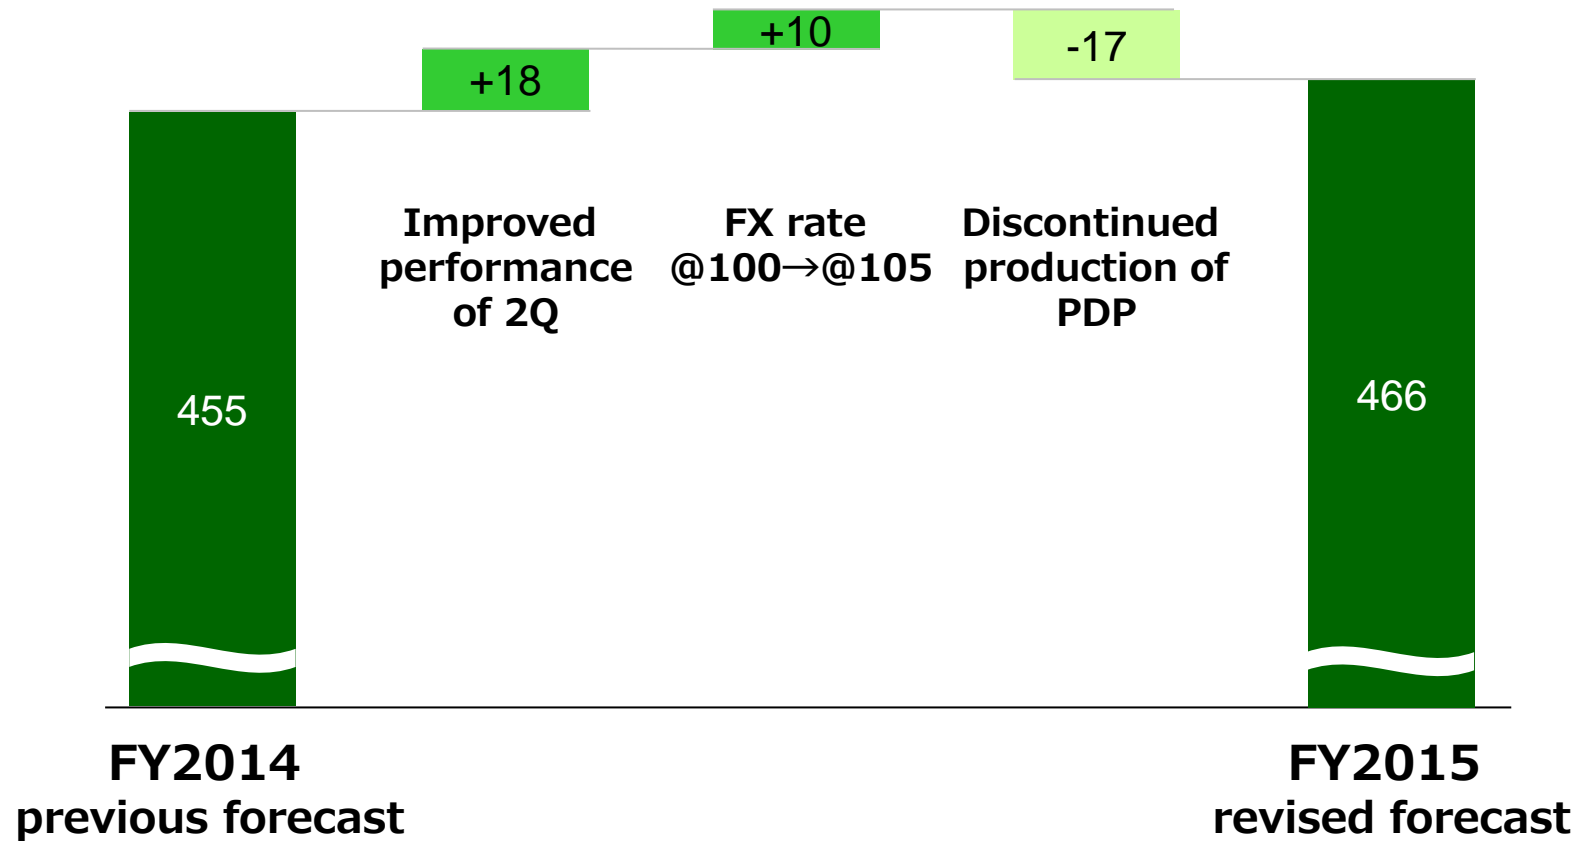 +10
-17
+18
Improved
performance
of 2Q
FX rate
@100→@105
Discontinued
production of
PDP
455
466
FY2014
previous forecast
FY2015
revised forecast